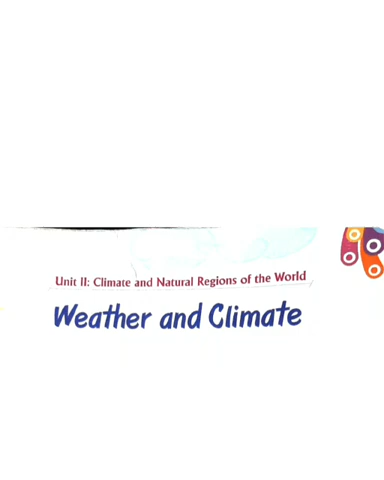 Unit II: Climate and Natural Regions of the World
Weather and Climate